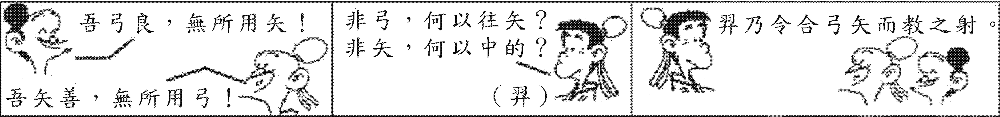 吾弓良，無所用矢！
吾矢善，無所用弓！
非弓，何以往矢？
非矢，何以中的？
（羿）
羿乃令合弓矢而教之射。